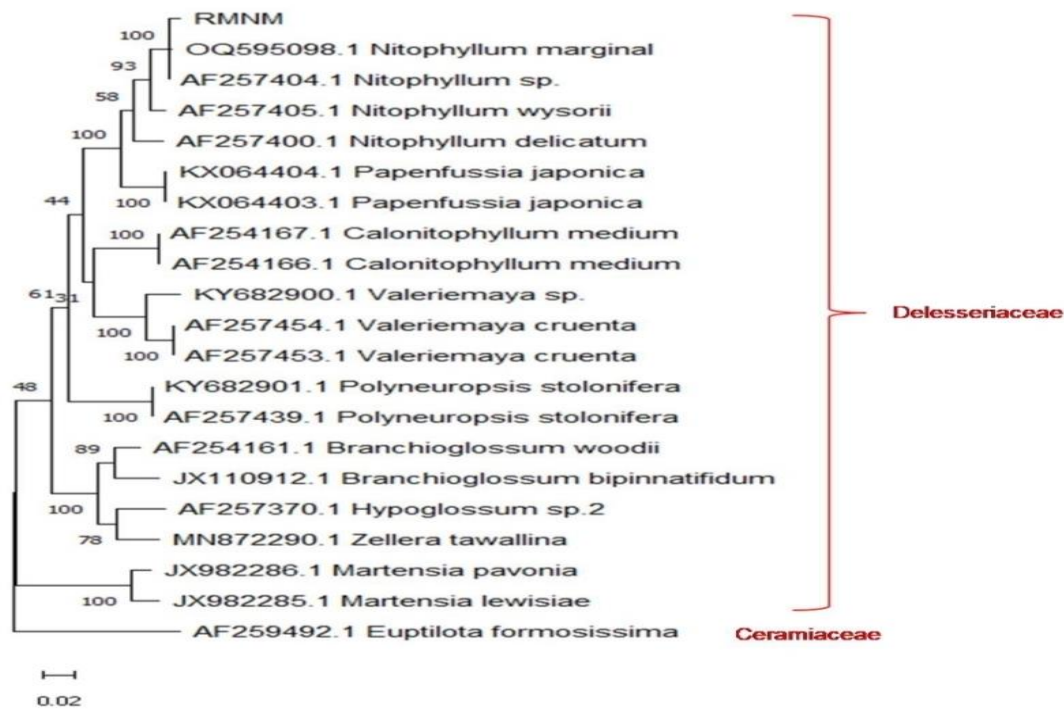 RMNM
100
OQ595098.1 Nitophyllum marginal
93
AF257404.1 Nitophyllum sp.
58
AF257405.1 Nitophyllum wysorii
100
AF257400.1 Nitophyllum delicatum
KX064404.1 Papenfussia japonica
44
100
KX064403.1 Papenfussia japonica
100
AF254167.1 Calonitophyllum medium
AF254166.1 Calonitophyllum medium
61
31
KY682900.1 Valeriemaya sp.
Delesseriaceae
100
AF257454.1 Valeriemaya cruenta
100
AF257453.1 Valeriemaya cruenta
48
KY682901.1 Polyneuropsis stolonifera
100
AF257439.1 Polyneuropsis stolonifera
89
AF254161.1 Branchioglossum woodii
JX110912.1 Branchioglossum bipinnatifidum
100
AF257370.1 Hypoglossum sp.2
78
MN872290.1 Zellera tawallina
JX982286.1 Martensia pavonia
100
JX982285.1 Martensia lewisiae
AF259492.1 Euptilota formosissima
Ceramiaceae
0.02